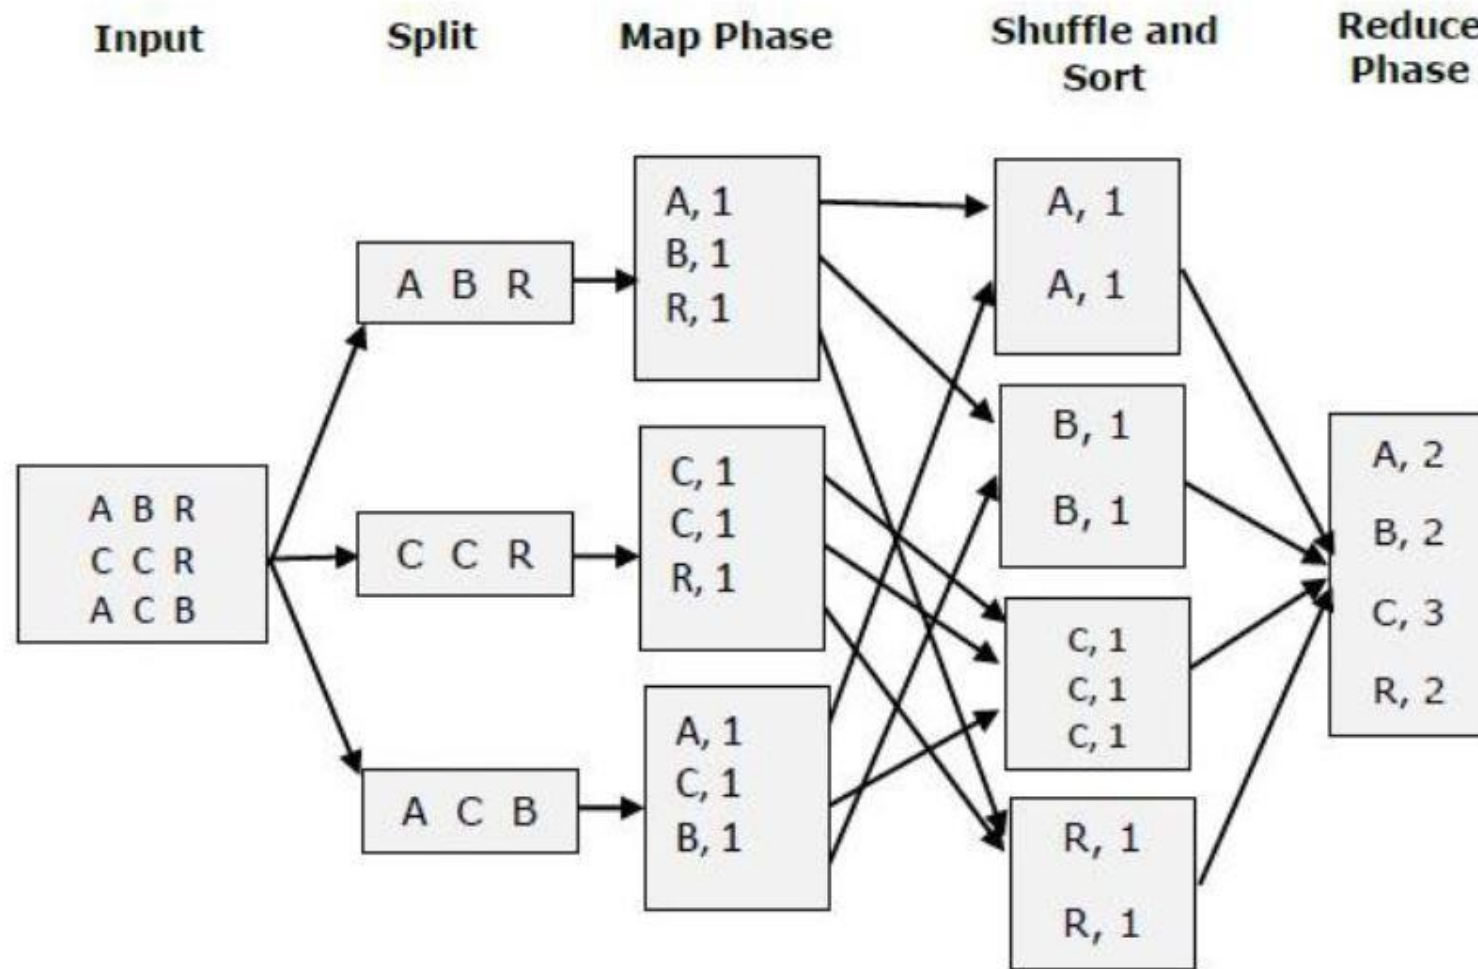 Input
Split
Map Phase
Shuffle and
Sort
Reduce
Phase
A B R
C C R
A C B
A B R
C C R
A C B
A, 1
B, 1
R, 1
C, 1
C, 1
R, 1
A, 1
C, 1
B, 1
A, 1
A, 1
B, 1
B, 1
C, 1
C, 1
C, 1
R, 1
R, 1
A, 2
B, 2
C, 3
R, 2